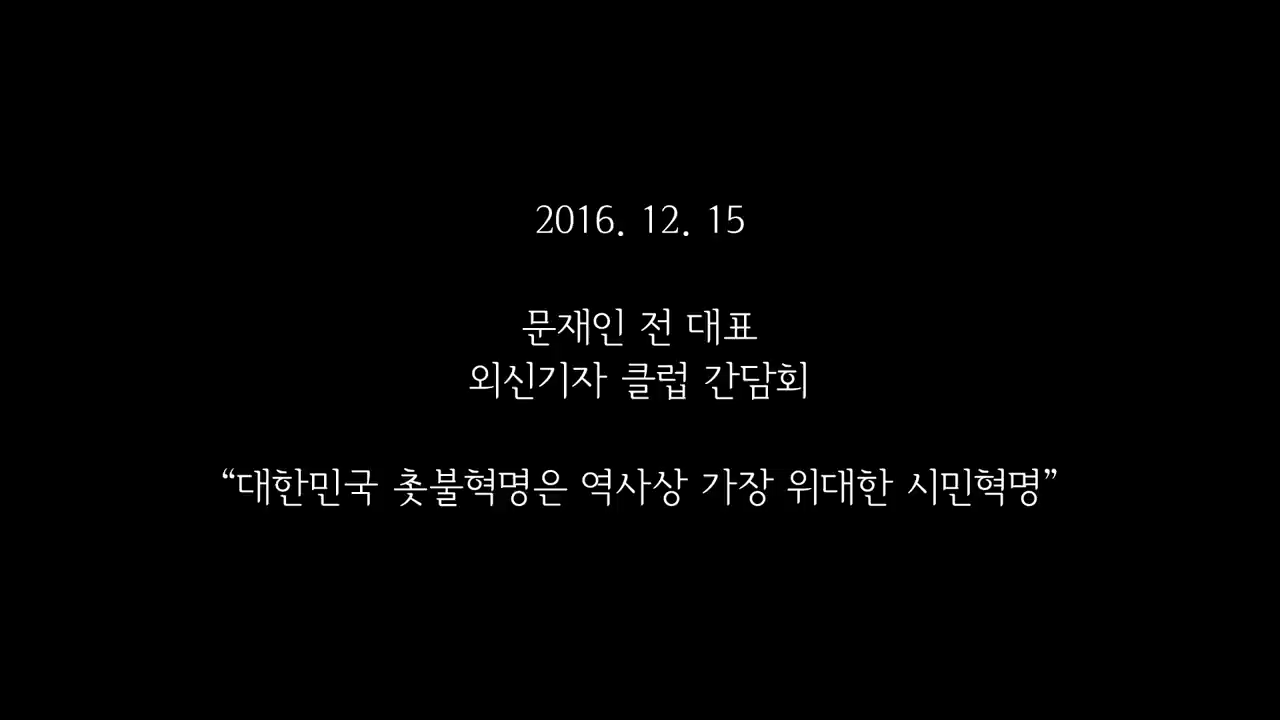 2016. 12. 15
문재인 전 대표
외신기자 클럽 간담회
“대한민국 촛불혁명은 역사상 가장 위대한 시민혁명”